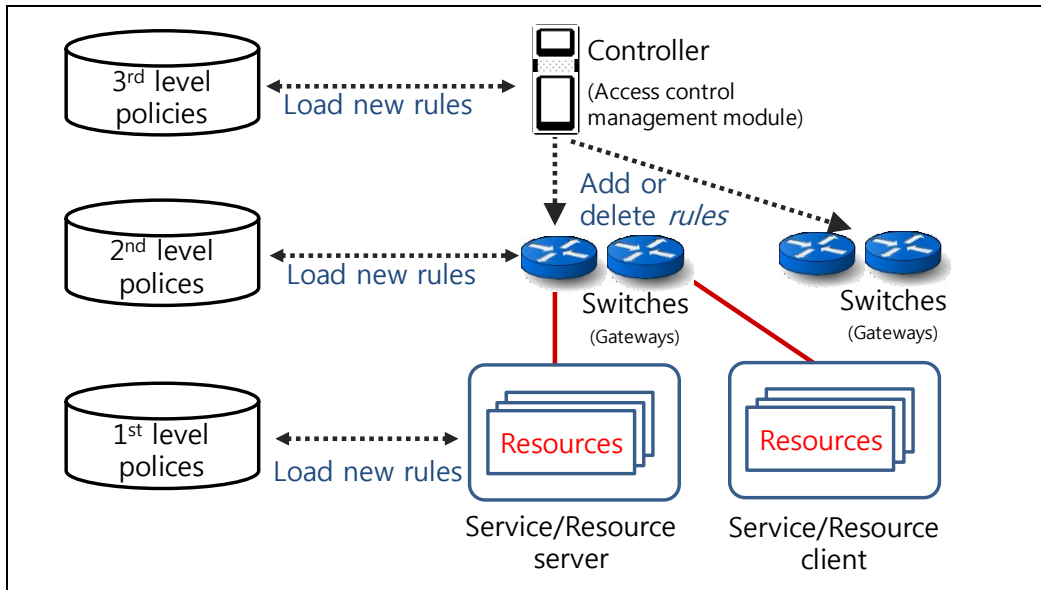 3rd level
policies
Load new rules
Controller
(Access control
management module)
Add or
delete rules
2nd level
polices
Load new rules
Switches
(Gateways)
Switches
(Gateways)
1st level
polices
Load new rules
Resources
Resources
Service/Resource
server
Service/Resource
client